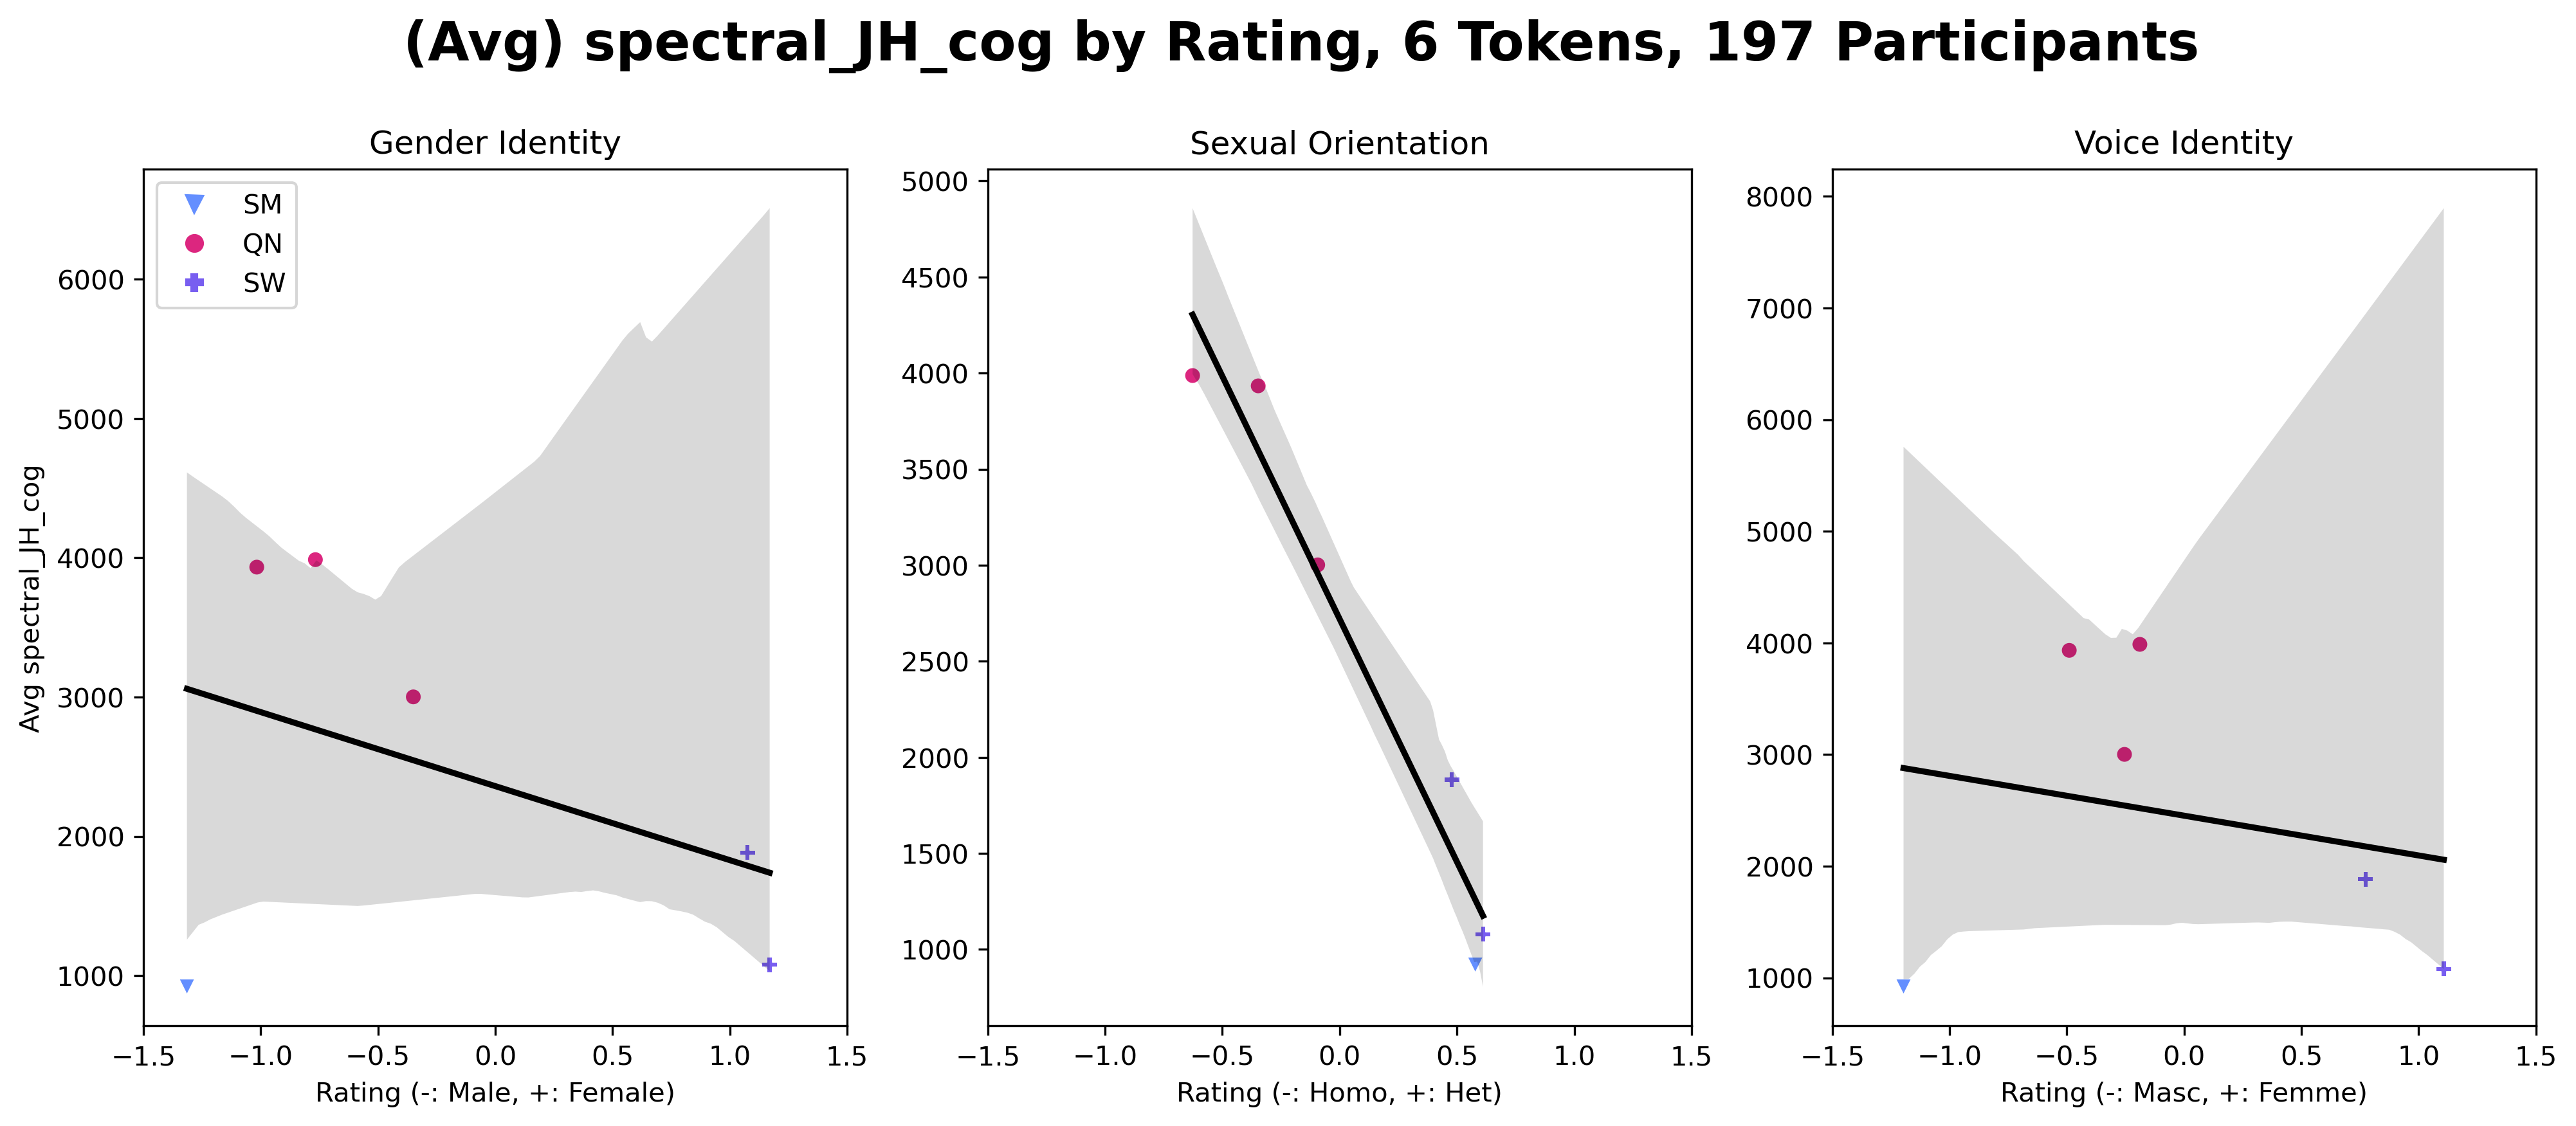 (Avg) spectral_JH_cog by Rating, 6 Tokens, 197 Participants
Gender Identity
SM
QN
SW
6000
5000
4000
3000
2000
1000
Avg spectral_JH_cog
−1.5 −1.0 −0.5 0.0 0.5 1.0 1.5
Rating (-: Male, +: Female)
Sexual Orientation
5000
4500
4000
3500
3000
2500
2000
1500
1000
−1.5 −1.0 −0.5 0.0 0.5 1.0 1.5
Rating (-: Homo, +: Het)
Voice Identity
8000
7000
6000
5000
4000
3000
2000
1000
−1.5 −1.0 −0.5 0.0 0.5 1.0 1.5
Rating (-: Masc, +: Femme)